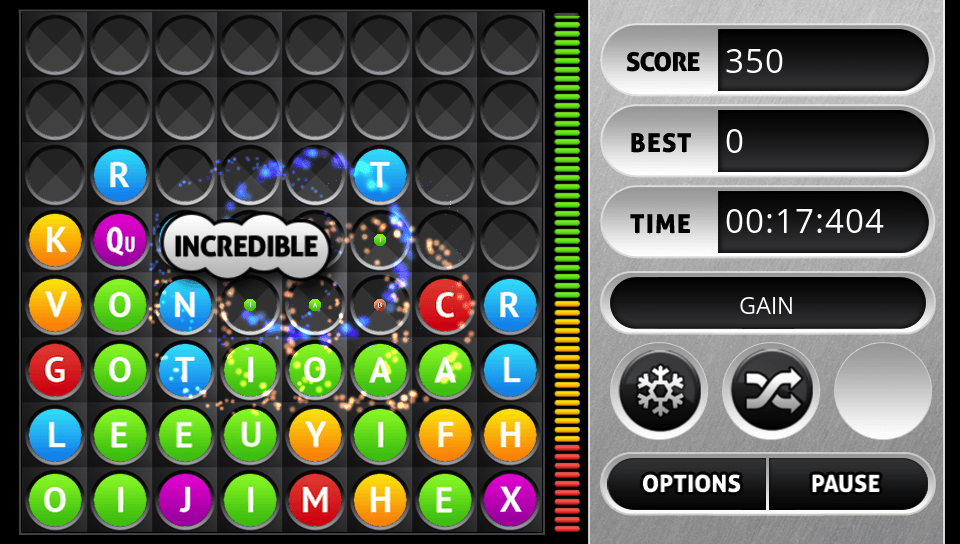 R T
K Qu
INCREDIBLE
V O N C R
G O T I O A A L
L E E U Y I F H
O I J I M H E X
SCORE 350
BEST 0
TIME 00:17:404
GAIN
OPTIONS PAUSE